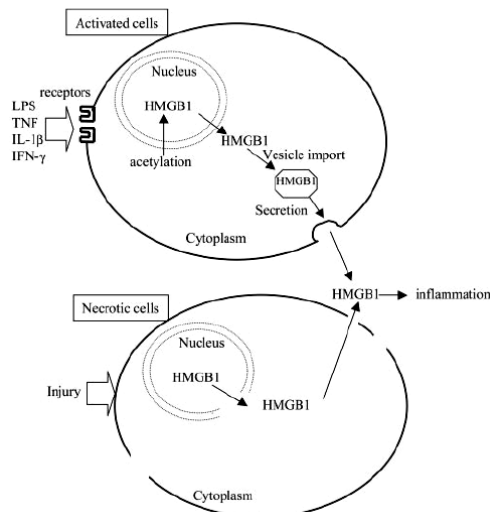 Activated cells
receptors
LPS
TNF
IL-1β
IFN-γ
Nucleus
HMGB1
acetylation
HMGB1
Vesicle import
HMGB1
Secretion
Cytoplasm
HMGB1
inflammation
Necrotic cells
Nucleus
HMGB1
Injury
HMGB1
Cytoplasm